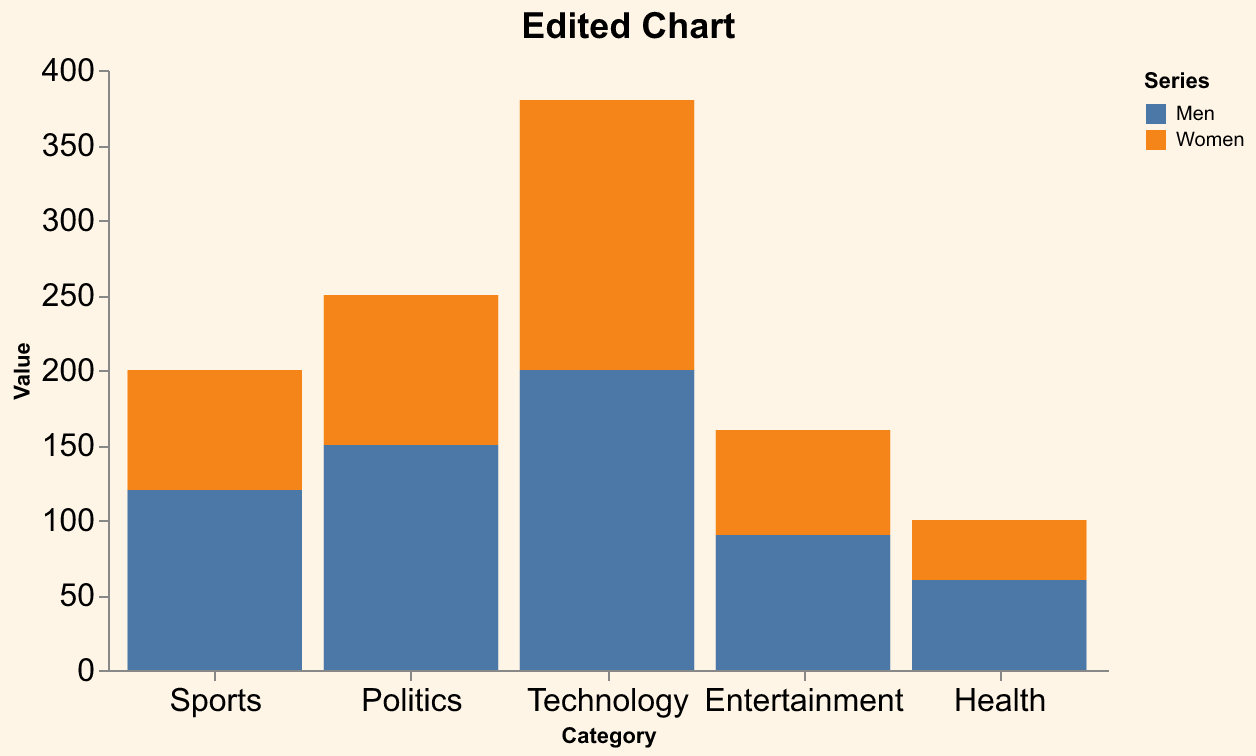 Edited Chart
400
350
300
250
200
150
100
50
0
Value
Sports
Politics
Technology
Entertainment
Health
Category
Series
Men
Women